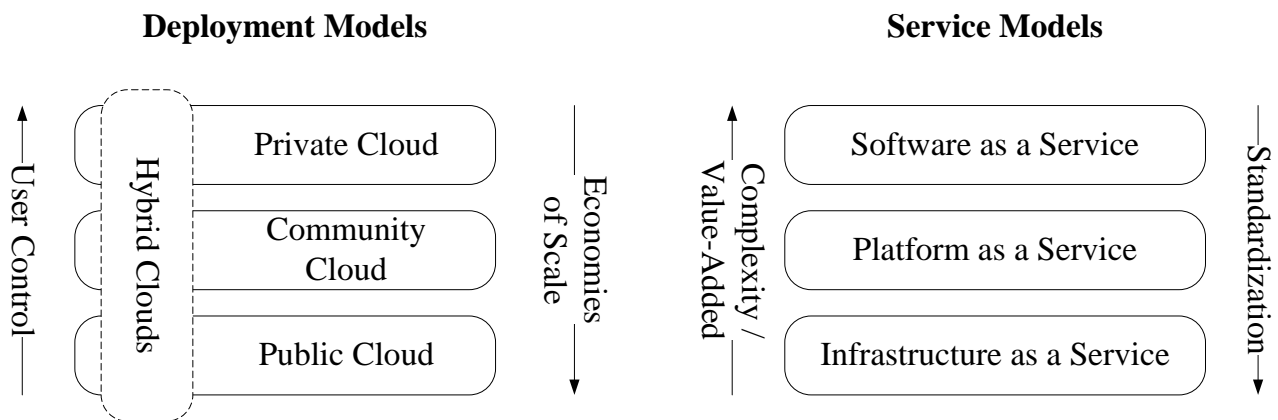 Deployment Models
User Control
Hybrid Clouds
Private Cloud
Community
Cloud
Public Cloud
Economies
of Scale
Service Models
Complexity /
Value-Added
Software as a Service
Platform as a Service
Infrastructure as a Service
Standardization